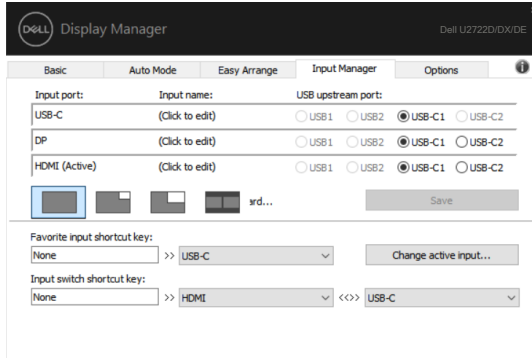 DELL Display Manager
Dell U2722D/DX/DE
Basic Auto Mode Easy Arrange Input Manager Options
Input port: Input name: USB upstream port:
USB-C (Click to edit) USB1 USB2 USB-C1 USB-C2
DP (Click to edit) USB1 USB2 USB-C1 USB-C2
HDMI (Active) (Click to edit) USB1 USB2 USB-C1 USB-C2
Save
Favorite input shortcut key:
None >> USB-C Change active input...
Input switch shortcut key:
None >> HDMI <<>> USB-C